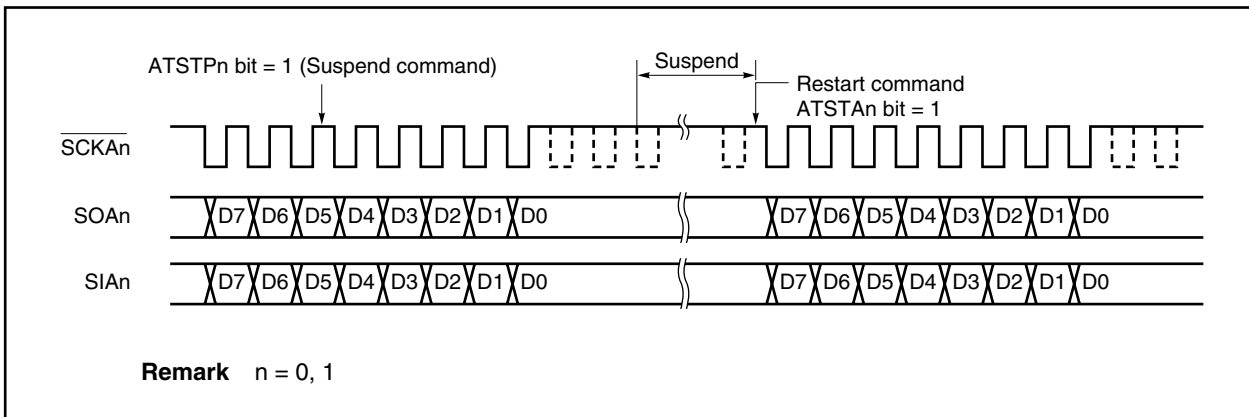 ATSTPn bit = 1 (Suspend command)
Suspend
Restart command
ATSTAn bit = 1
SCKAn
SOAn D7 D6 D5 D4 D3 D2 D1 D0 D7 D6 D5 D4 D3 D2 D1 D0
SIAn D7 D6 D5 D4 D3 D2 D1 D0 D7 D6 D5 D4 D3 D2 D1 D0
Remark n = 0, 1